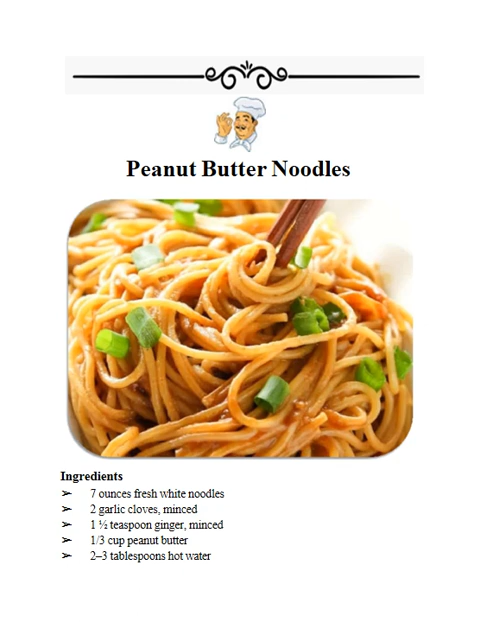 Peanut Butter Noodles
Ingredients
➢ 7 ounces fresh white noodles
➢ 2 garlic cloves, minced
➢ 1 ½ teaspoon ginger, minced
➢ 1/3 cup peanut butter
➢ 2–3 tablespoons hot water